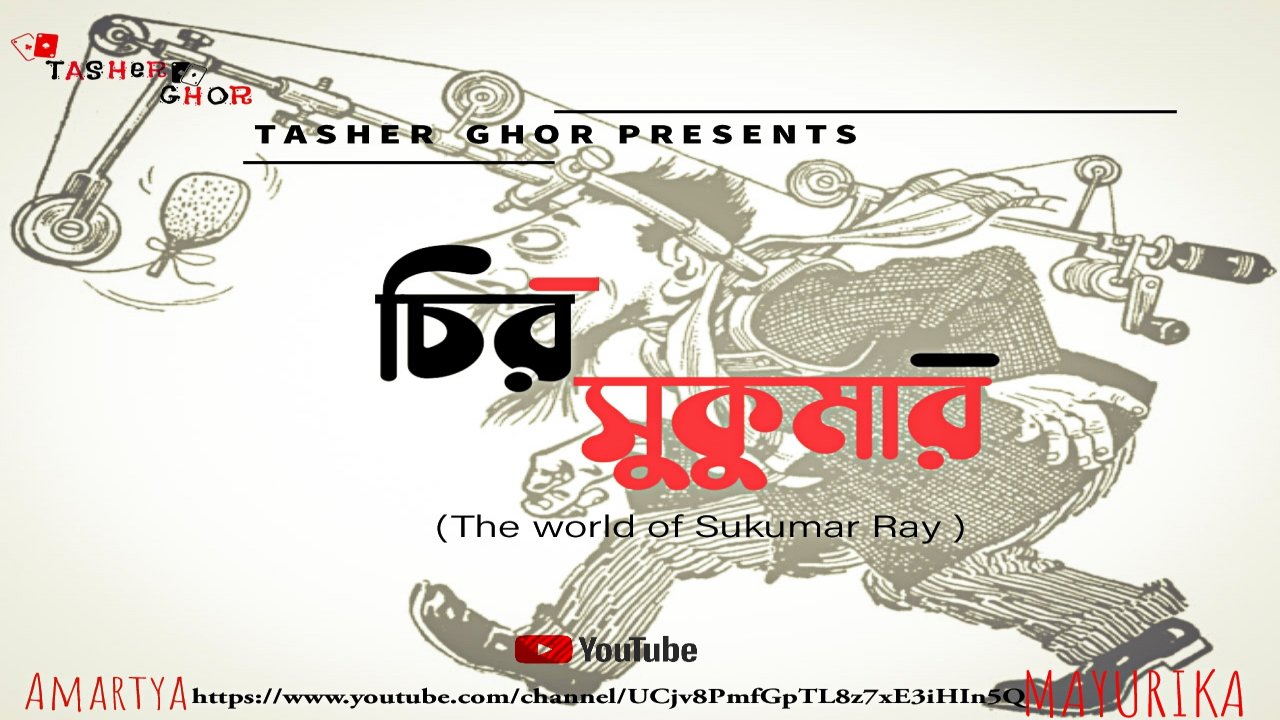 TASHER
GHOR
TASHER GHOR PRESENTS
চির
সুকুমার
(The world of Sukumar Ray )
YouTube
AMARTYA https://www.youtube.com/channel/UCjv8PmfGpTL8z7xE3iHIn5Q MAYURIKA